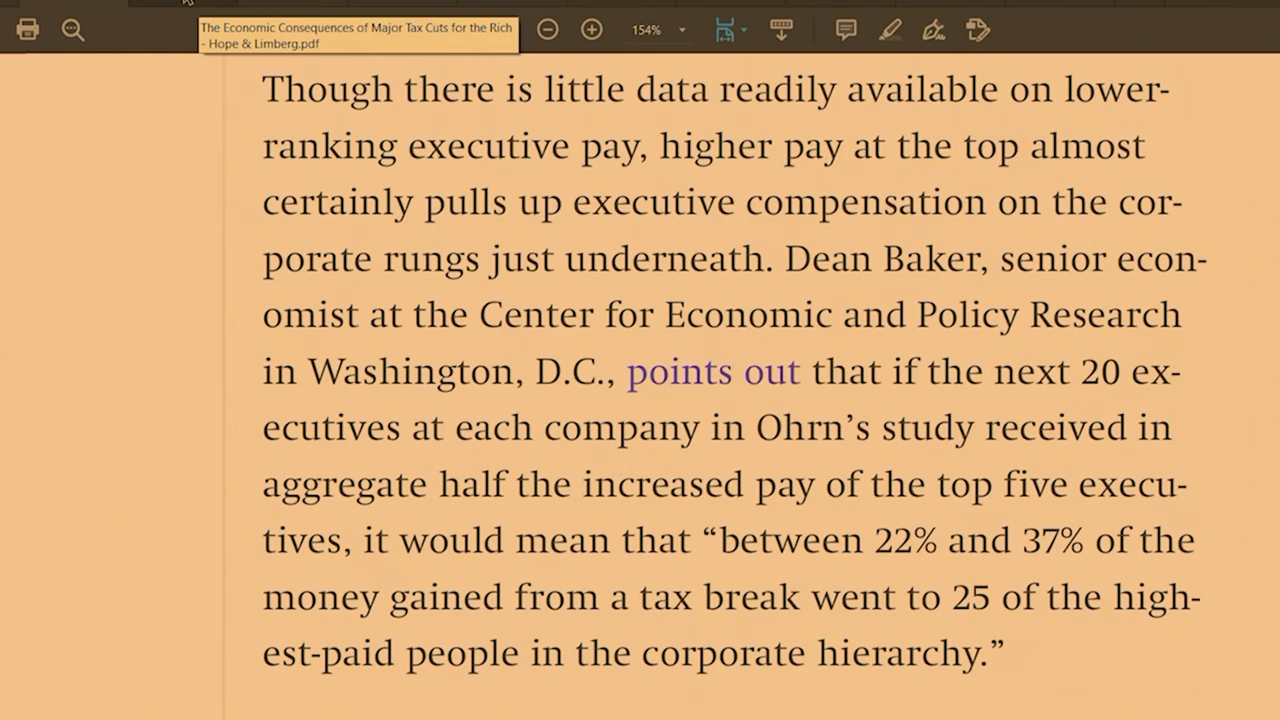 The Economic Consequences of Major Tax Cuts for the Rich
- Hope & Limberg.pdf
154%
Though there is little data readily available on lower-
ranking executive pay, higher pay at the top almost
certainly pulls up executive compensation on the cor-
porate rungs just underneath. Dean Baker, senior econ-
omist at the Center for Economic and Policy Research
in Washington, D.C., points out that if the next 20 ex-
ecutives at each company in Ohrn’s study received in
aggregate half the increased pay of the top five execu-
tives, it would mean that “between 22% and 37% of the
money gained from a tax break went to 25 of the high-
est-paid people in the corporate hierarchy.”